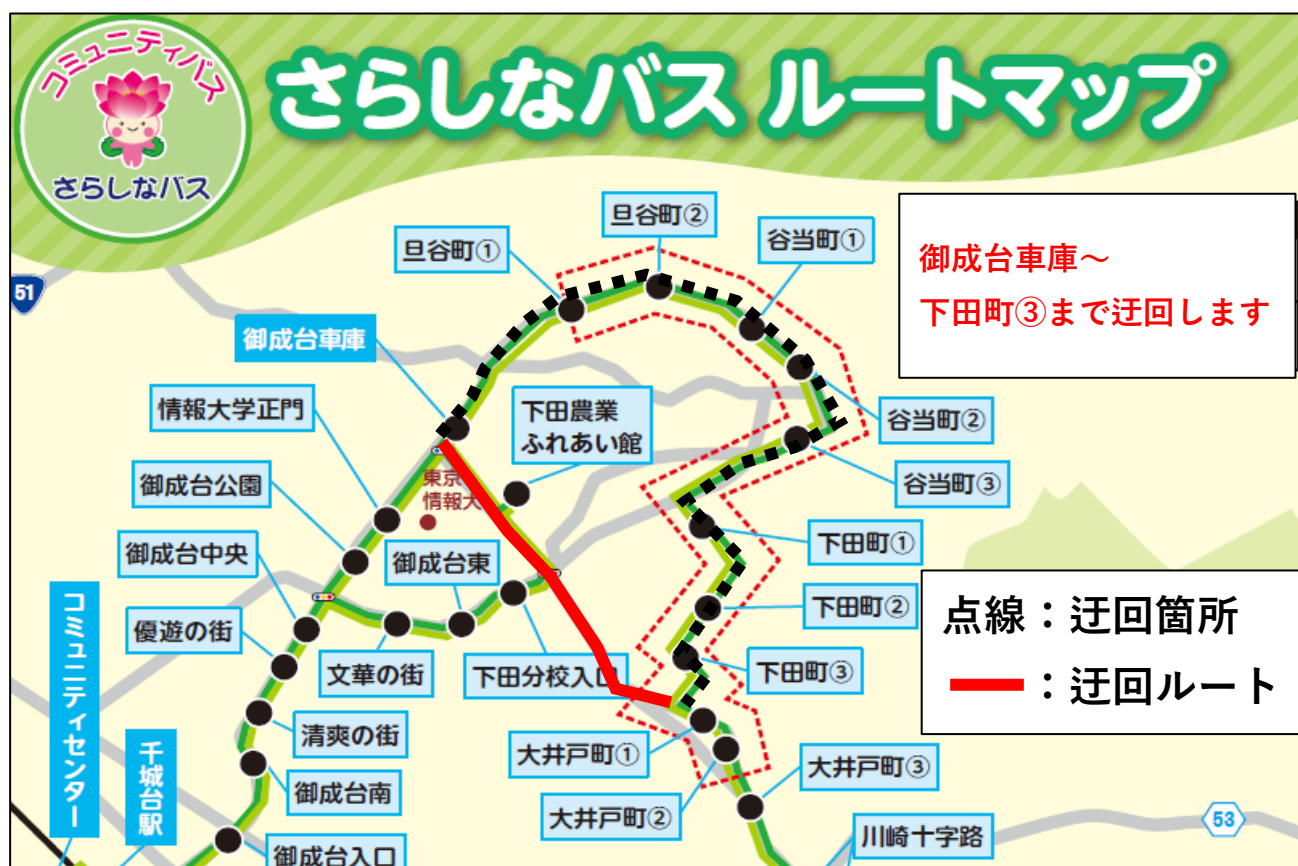 コミュニティバス
さらしなバス
さらしなバス ルートマップ
51
旦谷町①
旦谷町②
谷当町①
御成台車庫～
下田町③まで迂回します
御成台車庫
情報大学正門
下田農業
ふれあい館
谷当町②
谷当町③
御成台公園
東京
情報大
下田町①
御成台中央
御成台東
下田町②
コミュニティセンター
優遊の街
文華の街
下田分校入口
下田町③
点線：迂回箇所
：迂回ルート
清爽の街
千城台駅
御成台南
大井戸町①
大井戸町③
大井戸町②
53
川崎十字路
御成台入口